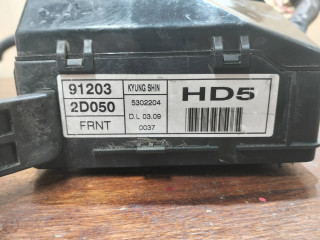 91203
2D050
FRNT
KYUNG SHIN
5302204
D.L 03.09
0037
HD5